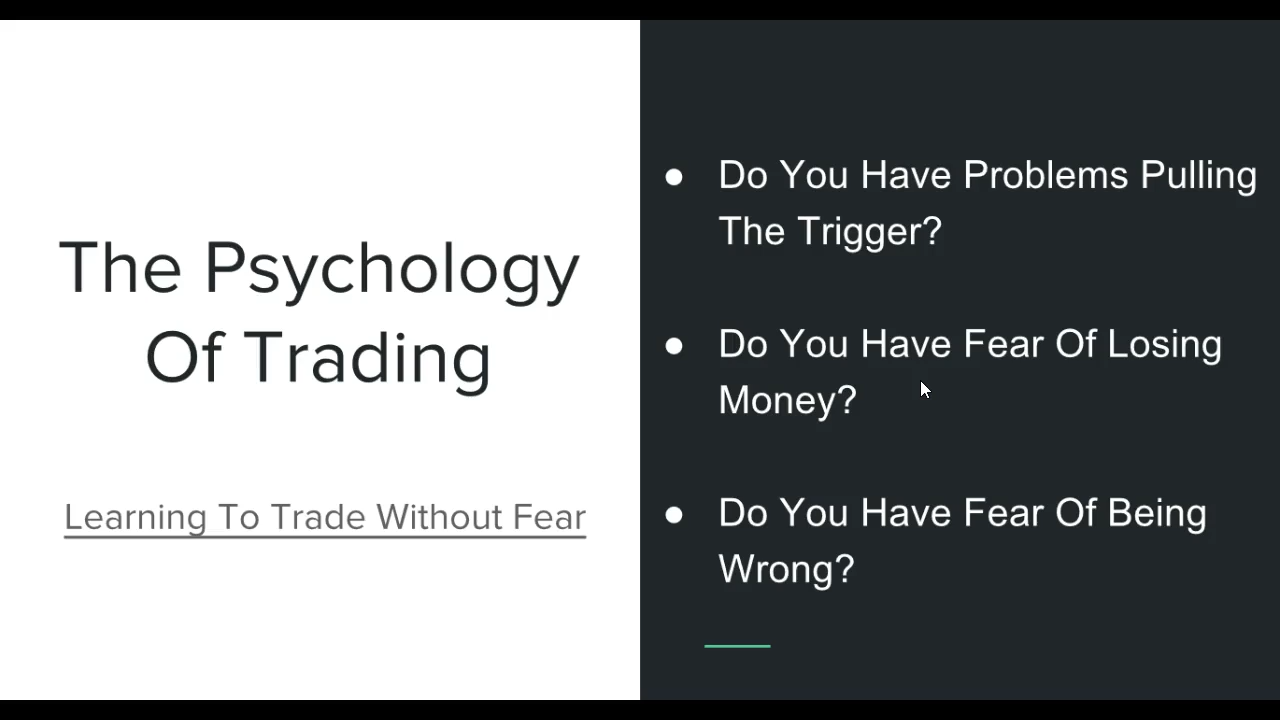 The Psychology
Of Trading
Learning To Trade Without Fear
● Do You Have Problems Pulling
The Trigger?
● Do You Have Fear Of Losing
Money?
● Do You Have Fear Of Being
Wrong?